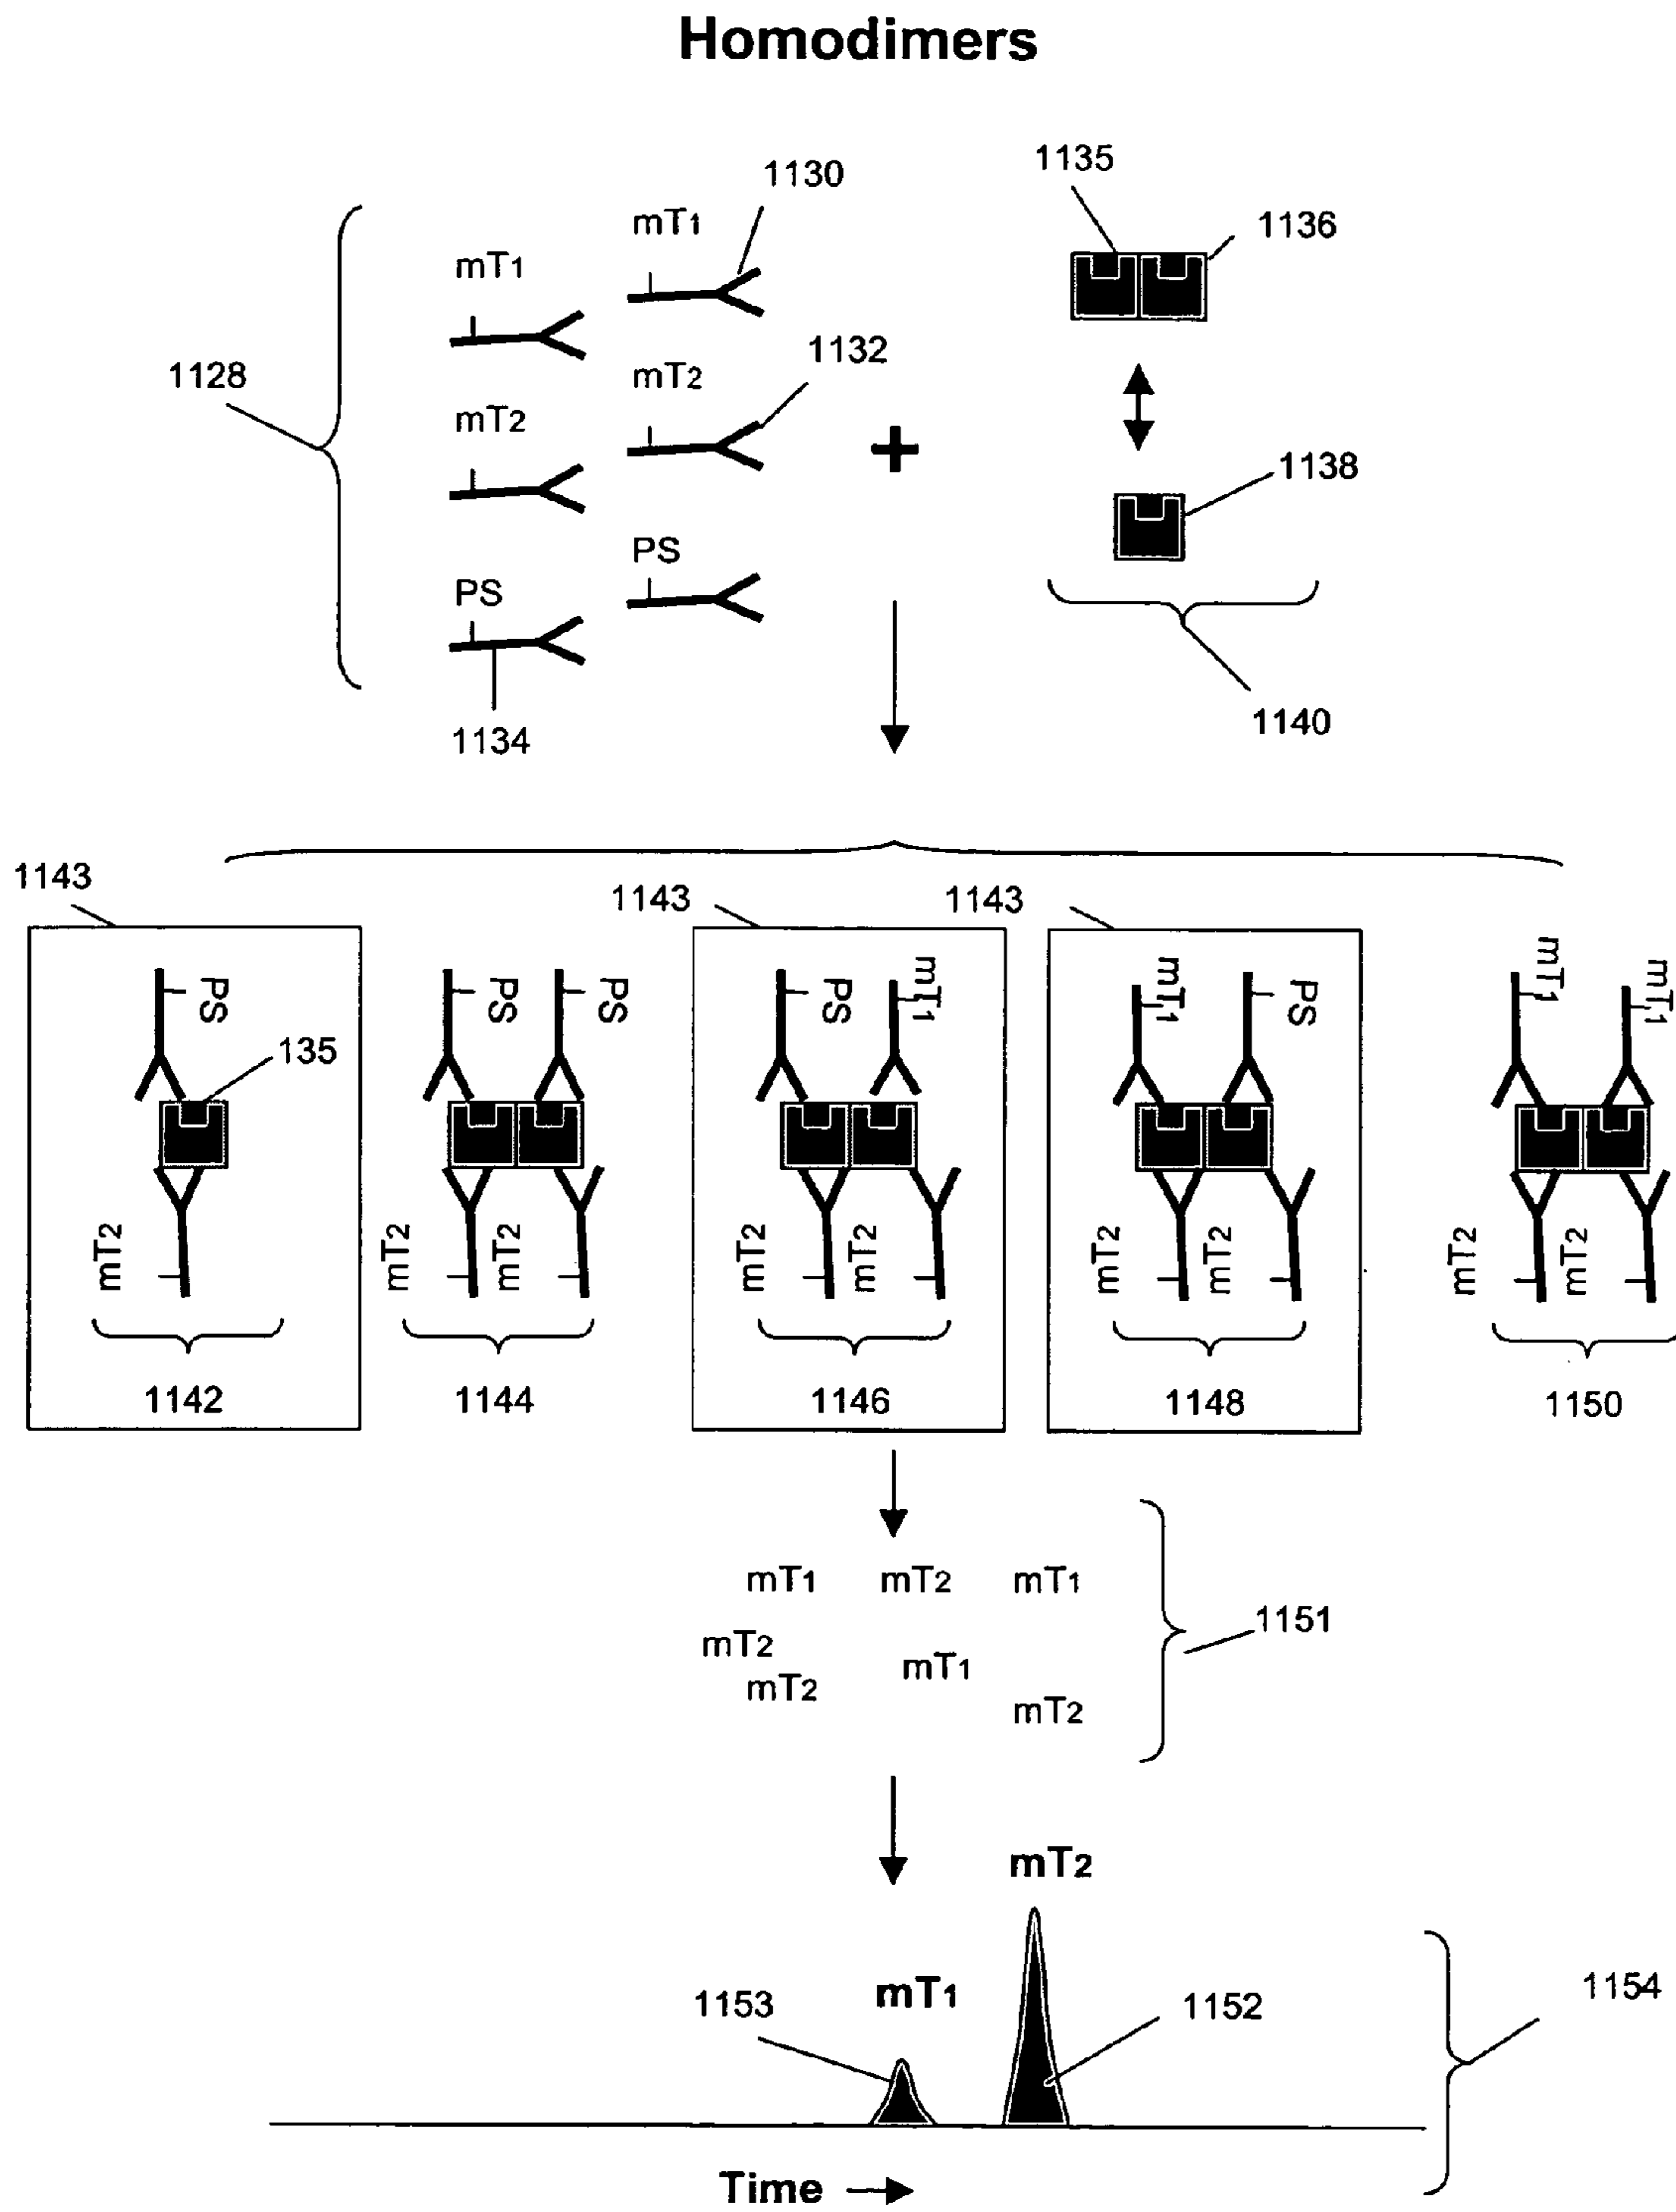 Homodimers
1135
1130
1136
mT1
mT1
1132
1128
mT2
mT2
+
1138
PS
PS
1140
1134
1143
1143
1143
PS
PS
PS
PS
mT1
mT1
PS
mT1
mT1
135
mT2
mT2
mT2
mT2
mT2
mT2
mT2
mT2
mT2
1142
1144
1146
1148
1150
mT1 mT2 mT1
1151
mT2
mT1
mT2
mT2
mT2
1153
mT1
1152
1154
Time